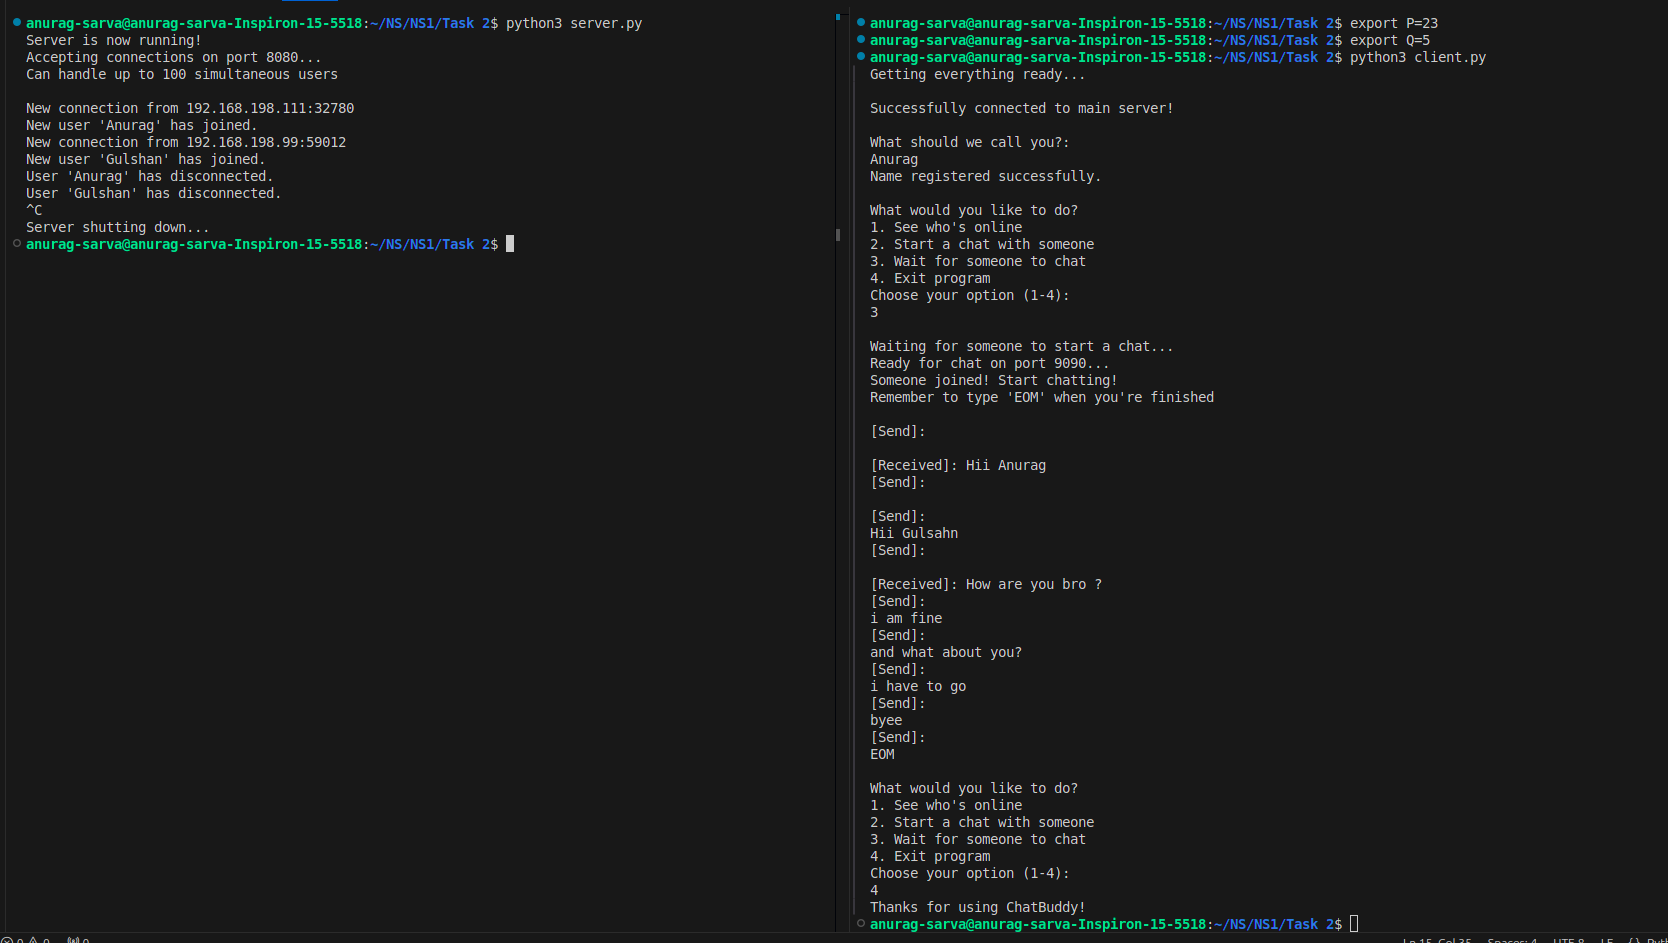 anurag-sarva@anurag-sarva-Inspiron-15-5518:~/NS/NS1/Task 2$ python3 server.py
Server is now running!
Accepting connections on port 8080...
Can handle up to 100 simultaneous users
New connection from 192.168.198.111:32780
New user 'Anurag' has joined.
New connection from 192.168.198.99:59012
New user 'Gulshan' has joined.
User 'Anurag' has disconnected.
User 'Gulshan' has disconnected.
^C
Server shutting down...
anurag-sarva@anurag-sarva-Inspiron-15-5518:~/NS/NS1/Task 2$
anurag-sarva@anurag-sarva-Inspiron-15-5518:~/NS/NS1/Task 2$ export P=23
anurag-sarva@anurag-sarva-Inspiron-15-5518:~/NS/NS1/Task 2$ export Q=5
anurag-sarva@anurag-sarva-Inspiron-15-5518:~/NS/NS1/Task 2$ python3 client.py
Getting everything ready...
Successfully connected to main server!
What should we call you?:
Anurag
Name registered successfully.
What would you like to do?
1. See who's online
2. Start a chat with someone
3. Wait for someone to chat
4. Exit program
Choose your option (1-4):
3
Waiting for someone to start a chat...
Ready for chat on port 9090...
Someone joined! Start chatting!
Remember to type 'EOM' when you're finished
[Send]:
[Received]: Hii Anurag
[Send]:
[Send]:
Hii Gulsahn
[Send]:
[Received]: How are you bro ?
[Send]:
i am fine
[Send]:
and what about you?
[Send]:
i have to go
[Send]:
byee
[Send]:
EOM
What would you like to do?
1. See who's online
2. Start a chat with someone
3. Wait for someone to chat
4. Exit program
Choose your option (1-4):
4
Thanks for using ChatBuddy!
anurag-sarva@anurag-sarva-Inspiron-15-5518:~/NS/NS1/Task 2$